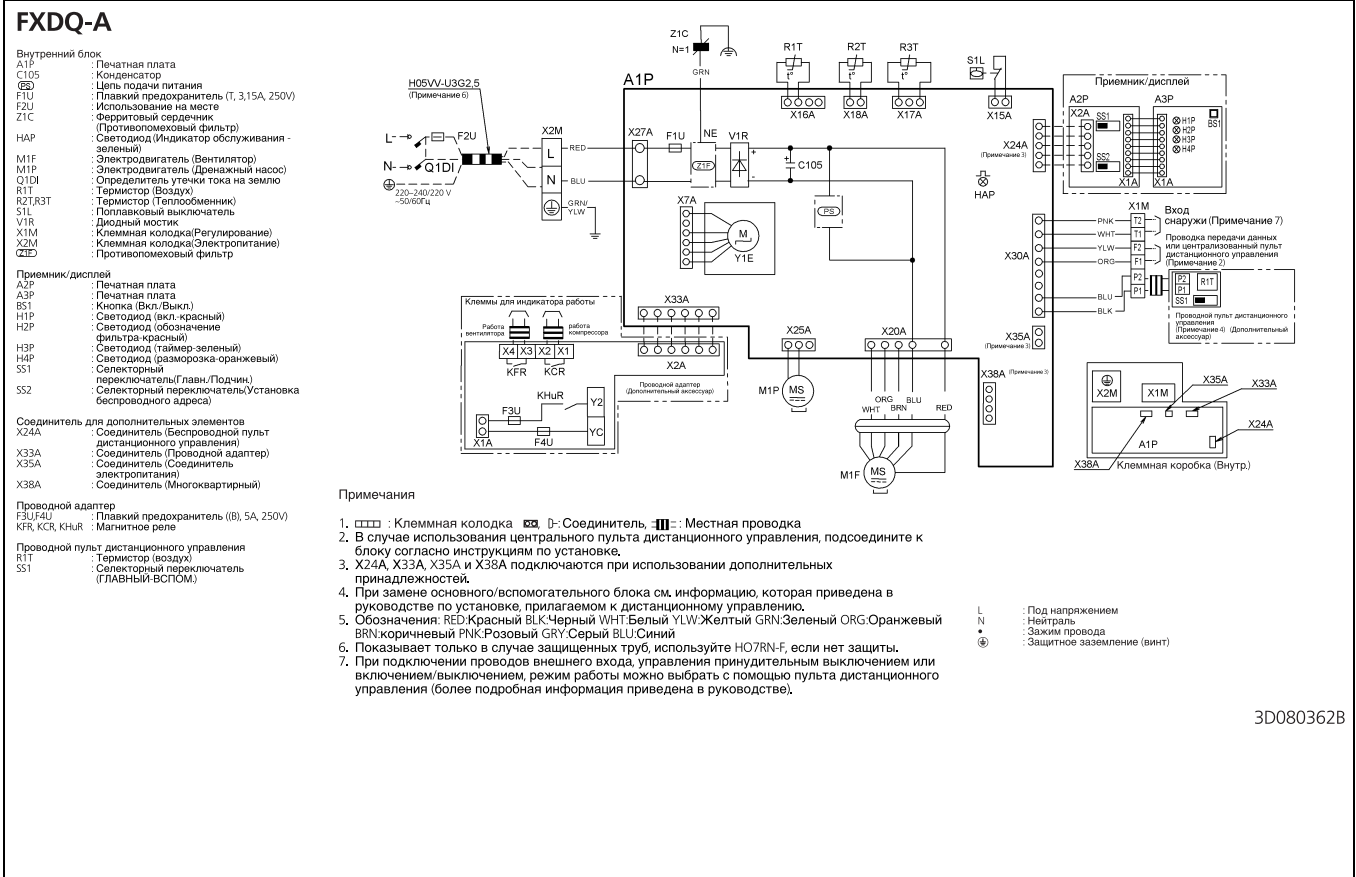 FXDQ-A
Внутренний блок
A1P : Печатная плата
C105 : Конденсатор
PS : Цепь подачи питания
F1U : Плавкий предохранитель (T, 3,15A, 250V)
F2U : Использование на месте
Z1C : Ферритовый сердечник
(Противопомеховый фильтр)
HAP : Светодиод (Индикатор обслуживания -
зеленый)
M1F : Электродвигатель (Вентилятор)
M1P : Электродвигатель (Дренажный насос)
Q1DI : Определитель утечки тока на землю
R1T : Термистор (Воздух)
R2T,R3T : Термистор (Теплообменник)
S1L : Поплавковый выключатель
V1R : Диодный мостик
X1M : Клеммная колодка(Регулирование)
X2M : Клеммная колодка(Электропитание)
Z1F : Противопомеховый фильтр
Приемник/дисплей
A2P : Печатная плата
A3P : Печатная плата
BS1 : Кнопка (Вкл./Выкл.)
H1P : Светодиод (вкл.-красный)
H2P : Светодиод (обозначение
фильтра-красный)
H3P : Светодиод (таймер-зеленый)
H4P : Светодиод (разморозка-оранжевый)
SS1 : Селекторный
переключатель(Главн./Подчин.)
SS2 : Селекторный переключатель(Установка
беспроводного адреса)
Соединитель для дополнительных элементов
X24A : Соединитель (Беспроводной пульт
дистанционного управления)
X33A : Соединитель (Проводной адаптер)
X35A : Соединитель (Соединитель
электропитания)
X38A : Соединитель (Многоквартирный)
Проводной адаптер
F3U,F4U : Плавкий предохранитель ((B), 5A, 250V)
KFR, KCR, KHuR : Магнитное реле
Проводной пульт дистанционного управления
R1T : Термистор (воздух)
SS1 : Селекторный переключатель
(ГЛАВНЫЙ-ВСПОМ.)
H05VV-U3G2,5
(Примечание 6)
L
N
F2U
Q1DI
220–240/220 V
~50/60Гц
X2M
L
N
RED
BLU
GRN/
YLW
A1P
X27A
F1U
NE
Z1F
V1R
+
-
+
C105
PS
Z1C
N=1
GRN
R1T
t°
X16A
R2T
t°
X18A
R3T
t°
X17A
S1L
X15A
X7A
M
Y1E
HAP
X24A
(Примечание 3)
Приемник/дисплей
A2P
X2A
SS1
SS2
X1A
A3P
X1A
H1P
H2P
H3P
H4P
BS1
X30A
PNK
WHT
YLW
ORG
BLU
BLK
X1M
T2
T1
F2
F1
P2
P1
Вход
снаружи (Примечание 7)
Проводка передачи данных
или централизованный пульт
дистанционного управления
(Примечание 2)
P2
P1
SS1
R1T
Проводной пульт дистанционного
управления
(Примечание 4) (Дополнительный
аксессуар)
X35A
(Примечание 3)
X38A (Примечание 3)
Клеммы для индикатора работы
Работа
вентилятора
работа
компрессора
X4 X3 X2 X1
KFR
KCR
KHuR
Y2
YC
F3U
F4U
X1A
X33A
X2A
Проводной адаптер
(Дополнительный аксессуар)
X25A
M1P
MS
X20A
WHT
ORG
BRN
BLU
RED
M1F
MS
X2M
X1M
X35A
X33A
X24A
A1P
X38A
Клеммная коробка (Внутр.)
Примечания
1. : Клеммная колодка , : Соединитель, : Местная проводка
2. В случае использования центрального пульта дистанционного управления, подсоедините к
блоку согласно инструкциям по установке.
3. X24A, X33A, X35A и X38A подключаются при использовании дополнительных
принадлежностей.
4. При замене основного/вспомогательного блока см. информацию, которая приведена в
руководстве по установке, прилагаемом к дистанционному управлению.
5. Обозначения: RED:Красный BLK:Черный WHT:Белый YLW:Желтый GRN:Зеленый ORG:Оранжевый
BRN:коричневый PNK:Розовый GRY:Серый BLU:Синий
6. Показывает только в случае защищенных труб, используйте HO7RN-F, если нет защиты.
7. При подключении проводов внешнего входа, управления принудительным выключением или
включением/выключением, режим работы можно выбрать с помощью пульта дистанционного
управления (более подробная информация приведена в руководстве).
L : Под напряжением
N : Нейтраль
• : Зажим провода
: Защитное заземление (винт)
3D080362B